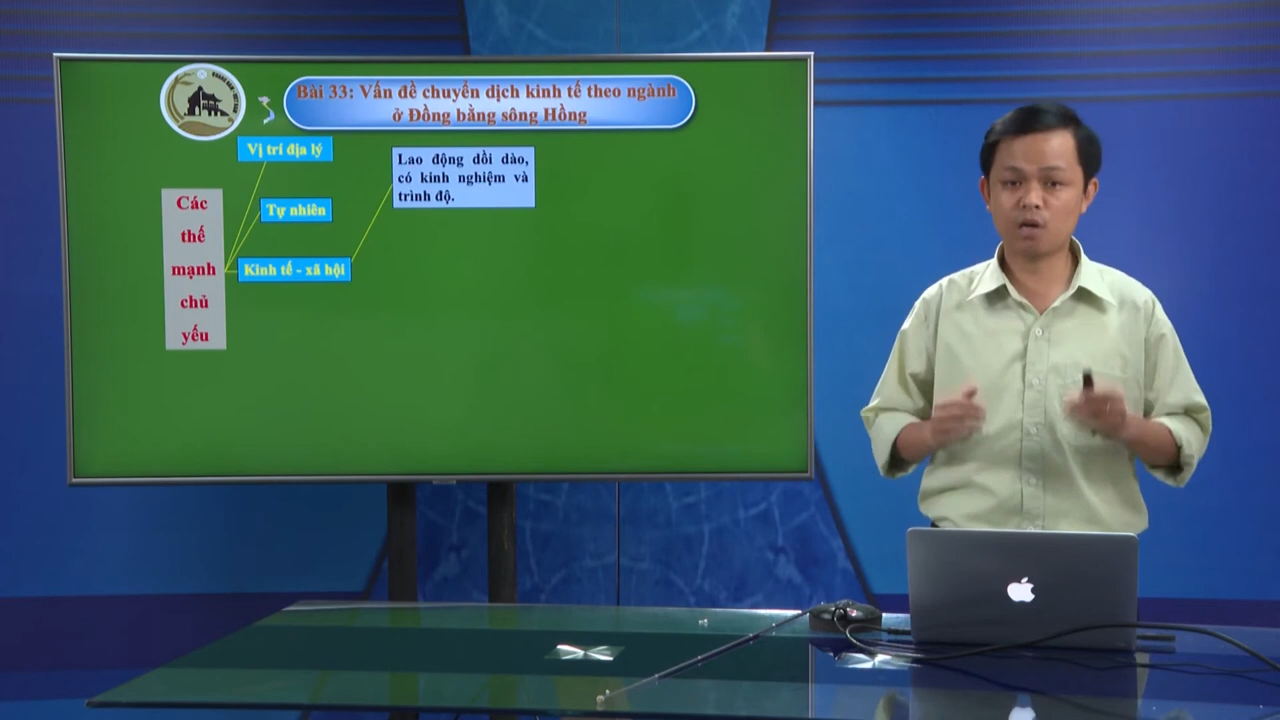 Bài 33: Vấn đề chuyển dịch kinh tế theo ngành
ở Đồng bằng sông Hồng
Vị trí địa lý
Lao động dồi dào,
có kinh nghiệm và
trình độ.
Các
thế
mạnh
chủ
yếu
Tự nhiên
Kinh tế - xã hội